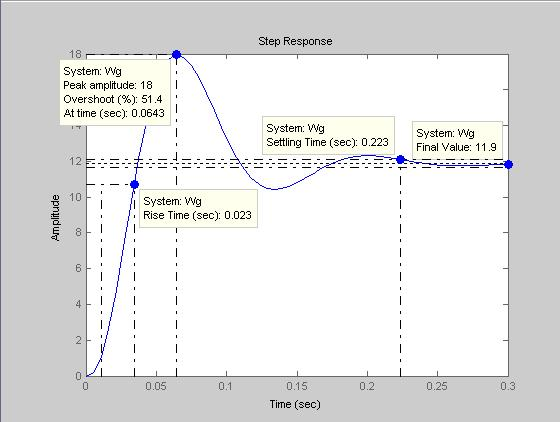 Step Response
18
System: Wg
Peak amplitude: 18
Overshoot (%): 51.4
At time (sec): 0.0643
14
System: Wg
Settling Time (sec): 0.223
System: Wg
Final Value: 11.9
12
10
System: Wg
Rise Time (sec): 0.023
Amplitude
8
6
4
2
0
0
0.05
0.1
0.15
0.2
0.25
0.3
Time (sec)